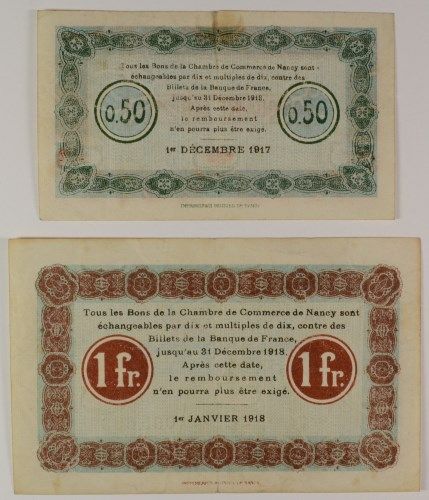 Tous les Bons de la Chambre de Commerce de Nancy sont
échangeables par dix et multiples de dix, contre des
Billets de la Banque de France,
jusqu'au 31 Décembre 1918.
Après cette date,
le remboursement
n'en pourra plus être exigé.
0.50
0.50
1er DÉCEMBRE 1917
Tous les Bons de la Chambre de Commerce de Nancy sont
échangeables par dix et multiples de dix, contre des
Billets de la Banque de France,
jusqu'au 31 Décembre 1918.
Après cette date,
le remboursement
n'en pourra plus être exigé.
1 fr.
1 fr.
1er JANVIER 1918